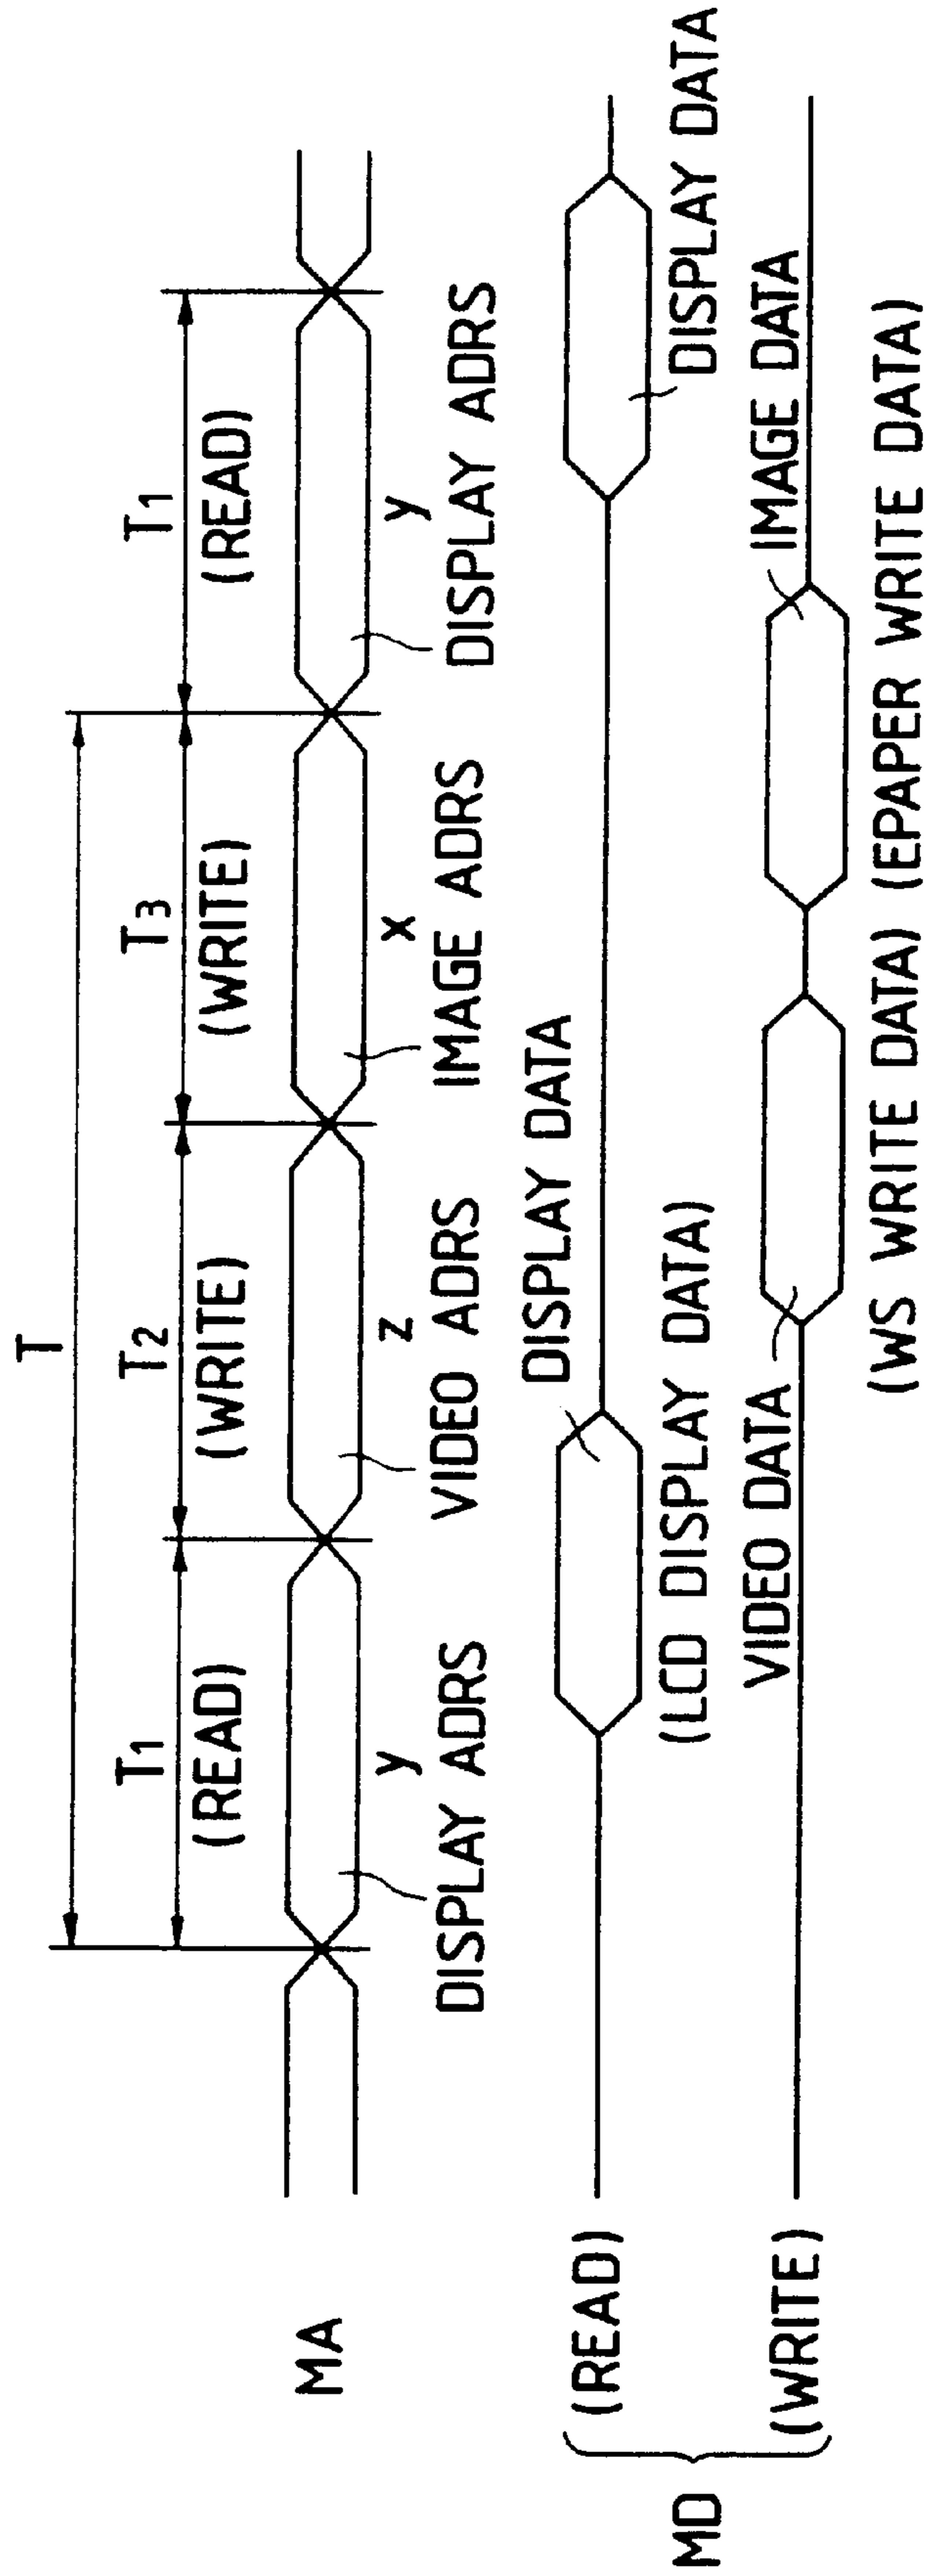 T
T1 T2 T3 T1
(READ) (WRITE) (WRITE) (READ)
MA
y z x y
DISPLAY ADRS VIDEO ADRS IMAGE ADRS DISPLAY ADRS
DISPLAY DATA
MD
(READ)
(LCD DISPLAY DATA) DISPLAY DATA
VIDEO DATA IMAGE DATA
(WRITE)
(WS WRITE DATA) (EPAPER WRITE DATA)